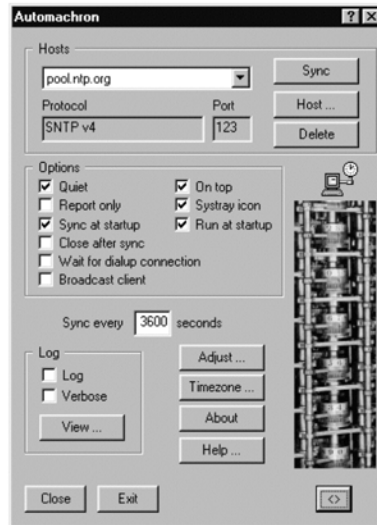 Automachron
Hosts
pool.ntp.org
Sync
Protocol Port
Host ...
SNTP v4 123
Delete
Options
Quiet On top
Report only Systray icon
Sync at startup Run at startup
Close after sync
Wait for dialup connection
Broadcast client
Sync every 3600 seconds
Log
Adjust ...
Log
Timezone ...
Verbose
About
View ...
Help ...
Close Exit <>